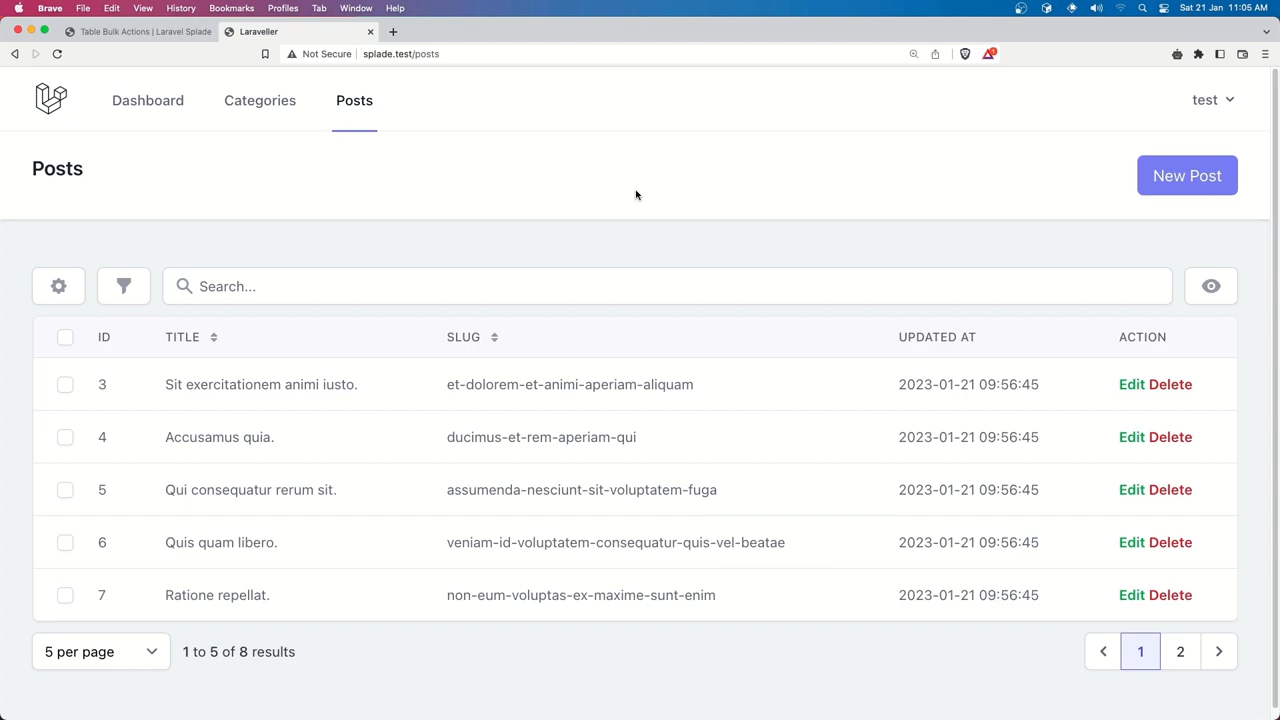 Brave File Edit View History Bookmarks Profiles Tab Window Help Sat 21 Jan 11:05 AM
Table Bulk Actions | Laravel Splade Laraveller
Not Secure splade.test/posts
Dashboard Categories Posts test
Posts
New Post
Search...
ID TITLE SLUG UPDATED AT ACTION
3 Sit exercitationem animi iusto. et-dolorem-et-animi-aperiam-aliquam 2023-01-21 09:56:45 Edit Delete
4 Accusamus quia. ducimus-et-rem-aperiam-qui 2023-01-21 09:56:45 Edit Delete
5 Qui consequatur rerum sit. assumenda-nesciunt-sit-voluptatem-fuga 2023-01-21 09:56:45 Edit Delete
6 Quis quam libero. veniam-id-voluptatem-consequatur-quis-vel-beatae 2023-01-21 09:56:45 Edit Delete
7 Ratione repellat. non-eum-voluptas-ex-maxime-sunt-enim 2023-01-21 09:56:45 Edit Delete
5 per page 1 to 5 of 8 results 1 2